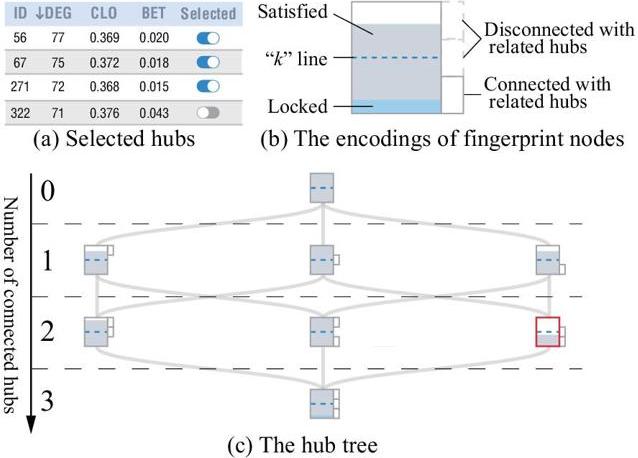 ID ↓DEG CLO BET Selected
56 77 0.369 0.020
67 75 0.372 0.018
271 72 0.368 0.015
322 71 0.376 0.043
(a) Selected hubs
Satisfied
“k” line
Locked
Disconnected with
related hubs
Connected with
related hubs
(b) The encodings of fingerprint nodes
Number of connected hubs
0
1
2
3
(c) The hub tree